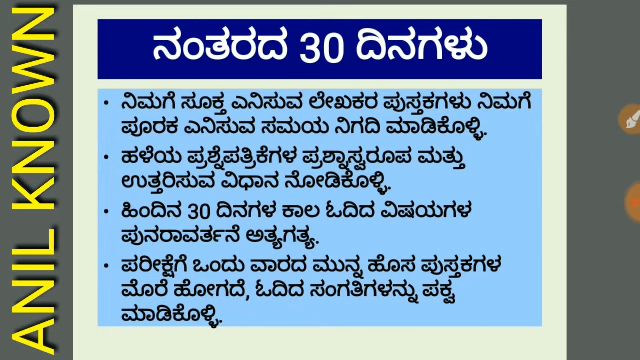 ANIL KNOWN
ನಂತರದ 30 ದಿನಗಳು
• ನಿಮಗೆ ಸೂಕ್ತ ಎನಿಸುವ ಲೇಖಕರ ಪುಸ್ತಕಗಳು ನಿಮಗೆ
ಪೂರಕ ಎನಿಸುವ ಸಮಯ ನಿಗದಿ ಮಾಡಿಕೊಳ್ಳಿ.
• ಹಳೆಯ ಪ್ರಶ್ನೆಪತ್ರಿಕೆಗಳ ಪ್ರಶ್ನಾಸ್ವರೂಪ ಮತ್ತು
ಉತ್ತರಿಸುವ ವಿಧಾನ ನೋಡಿಕೊಳ್ಳಿ.
• ಹಿಂದಿನ 30 ದಿನಗಳ ಕಾಲ ಓದಿದ ವಿಷಯಗಳ
ಪುನರಾವರ್ತನೆ ಅತ್ಯಗತ್ಯ.
• ಪರೀಕ್ಷೆಗೆ ಒಂದು ವಾರದ ಮುನ್ನ ಹೊಸ ಪುಸ್ತಕಗಳ
ಮೊರೆ ಹೋಗದೆ, ಓದಿದ ಸಂಗತಿಗಳನ್ನು ಪಕ್ವ
ಮಾಡಿಕೊಳ್ಳಿ.